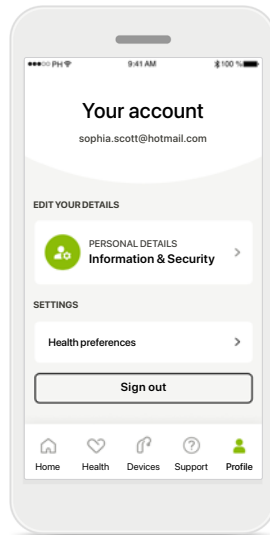 PH 9:41 AM 100 %
Your account
sophia.scott@hotmail.com
EDIT YOUR DETAILS
PERSONAL DETAILS
Information & Security
SETTINGS
Health preferences
Sign out
Home Health Devices Support Profile